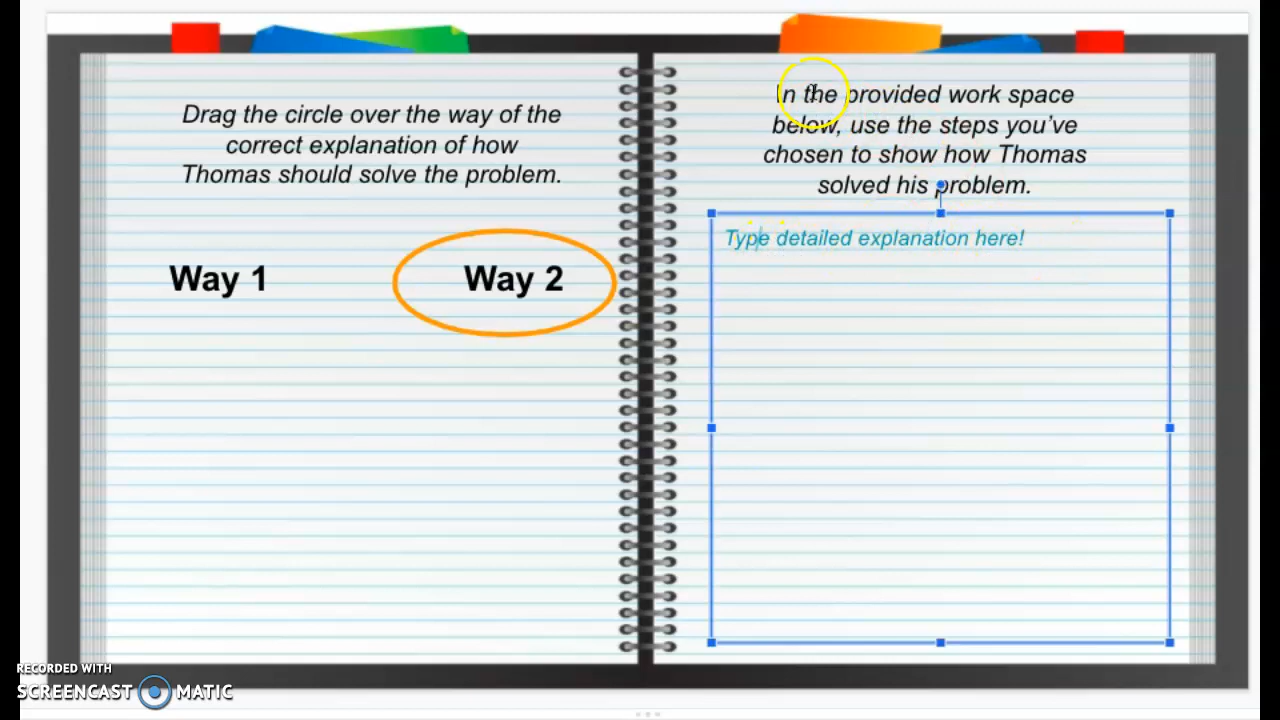 Drag the circle over the way of the
correct explanation of how
Thomas should solve the problem.
Way 1
Way 2
In the provided work space
below, use the steps you've
chosen to show how Thomas
solved his problem.
Type detailed explanation here!
RECORDED WITH
SCREENCAST MATIC